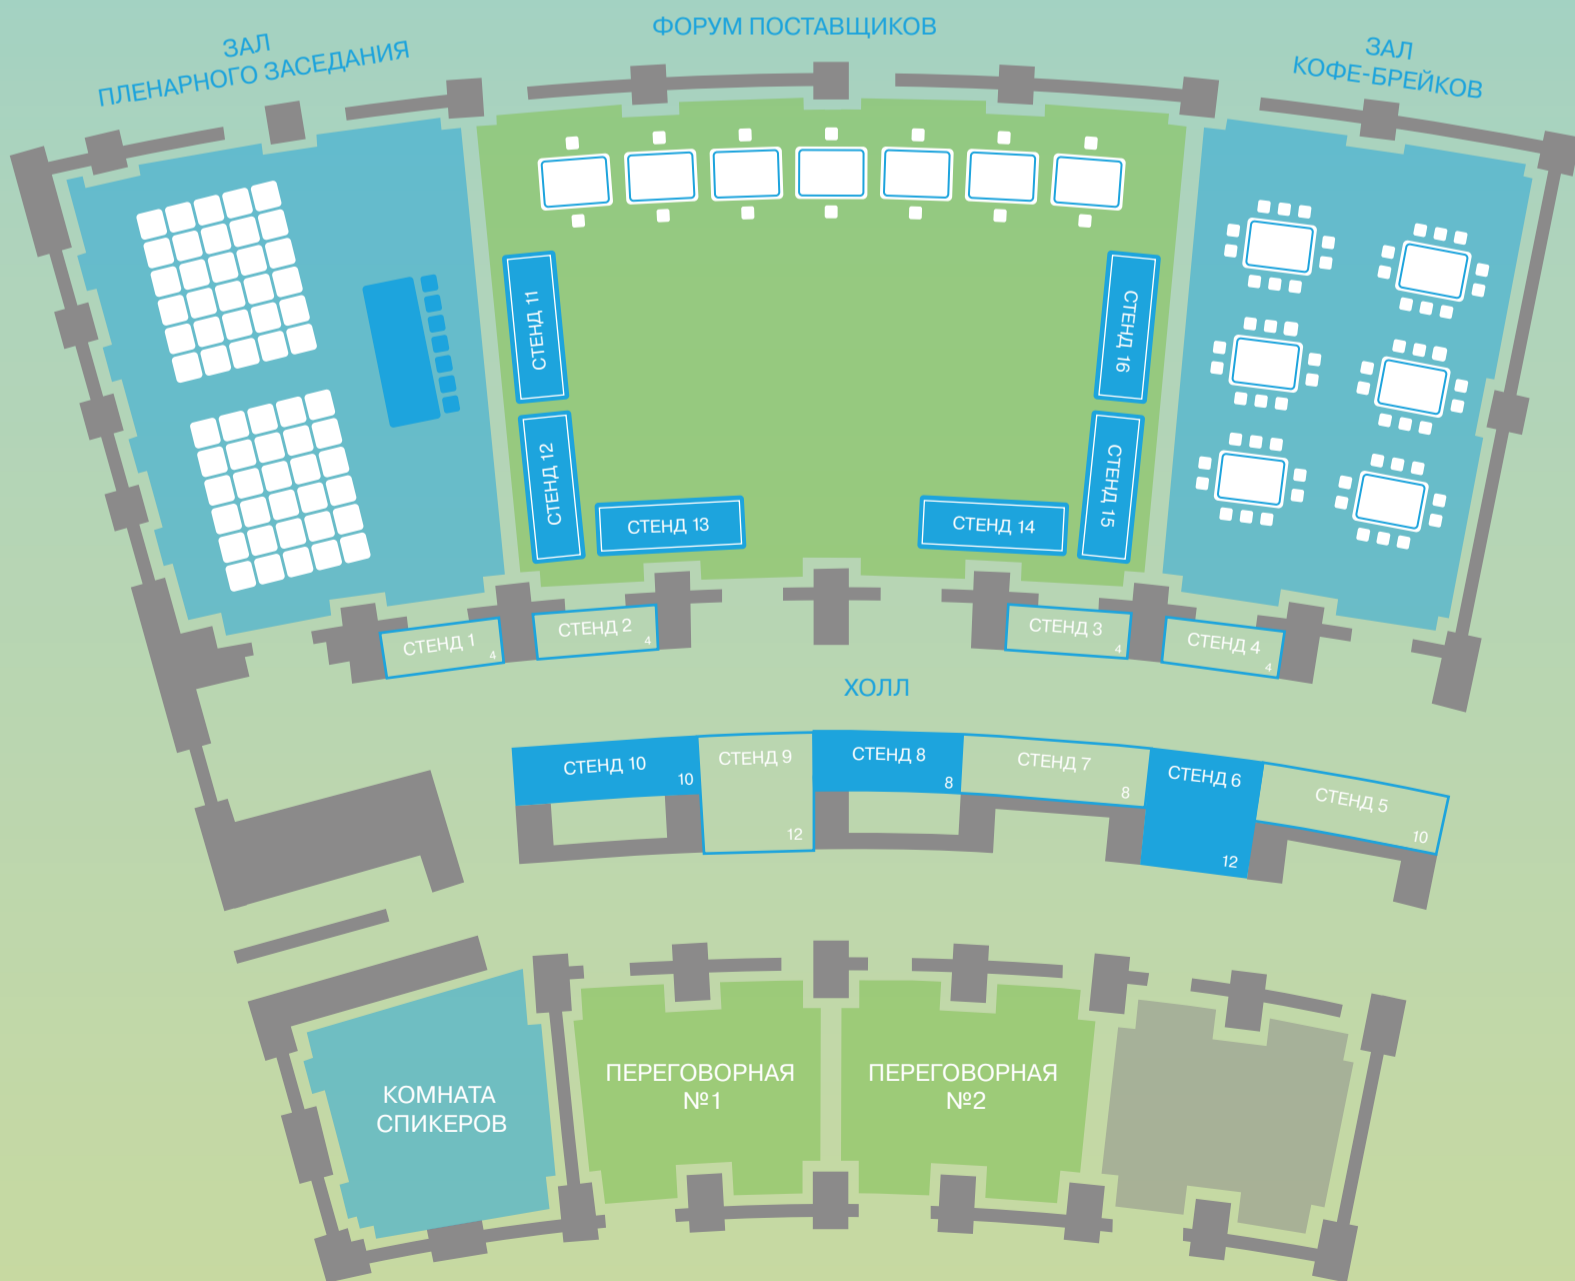 ФОРУМ ПОСТАВЩИКОВ
ЗАЛ
ПЛЕНАРНОГО ЗАСЕДАНИЯ
ЗАЛ
КОФЕ-БРЕЙКОВ
СТЕНД 11
СТЕНД 16
СТЕНД 12
СТЕНД 15
СТЕНД 13
СТЕНД 14
СТЕНД 1
4
СТЕНД 2
4
СТЕНД 3
4
СТЕНД 4
4
ХОЛЛ
СТЕНД 10
10
СТЕНД 9
12
СТЕНД 8
8
СТЕНД 7
8
СТЕНД 6
12
СТЕНД 5
10
КОМНАТА
СПИКЕРОВ
ПЕРЕГОВОРНАЯ
№1
ПЕРЕГОВОРНАЯ
№2